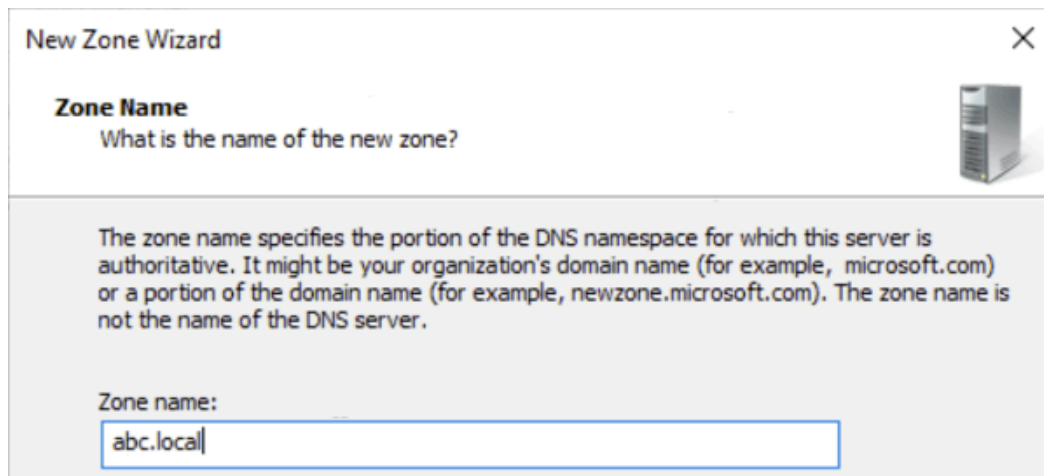 New Zone Wizard
Zone Name
What is the name of the new zone?
The zone name specifies the portion of the DNS namespace for which this server is
authoritative. It might be your organization's domain name (for example, microsoft.com)
or a portion of the domain name (for example, newzone.microsoft.com). The zone name is
not the name of the DNS server.
Zone name:
abc.local